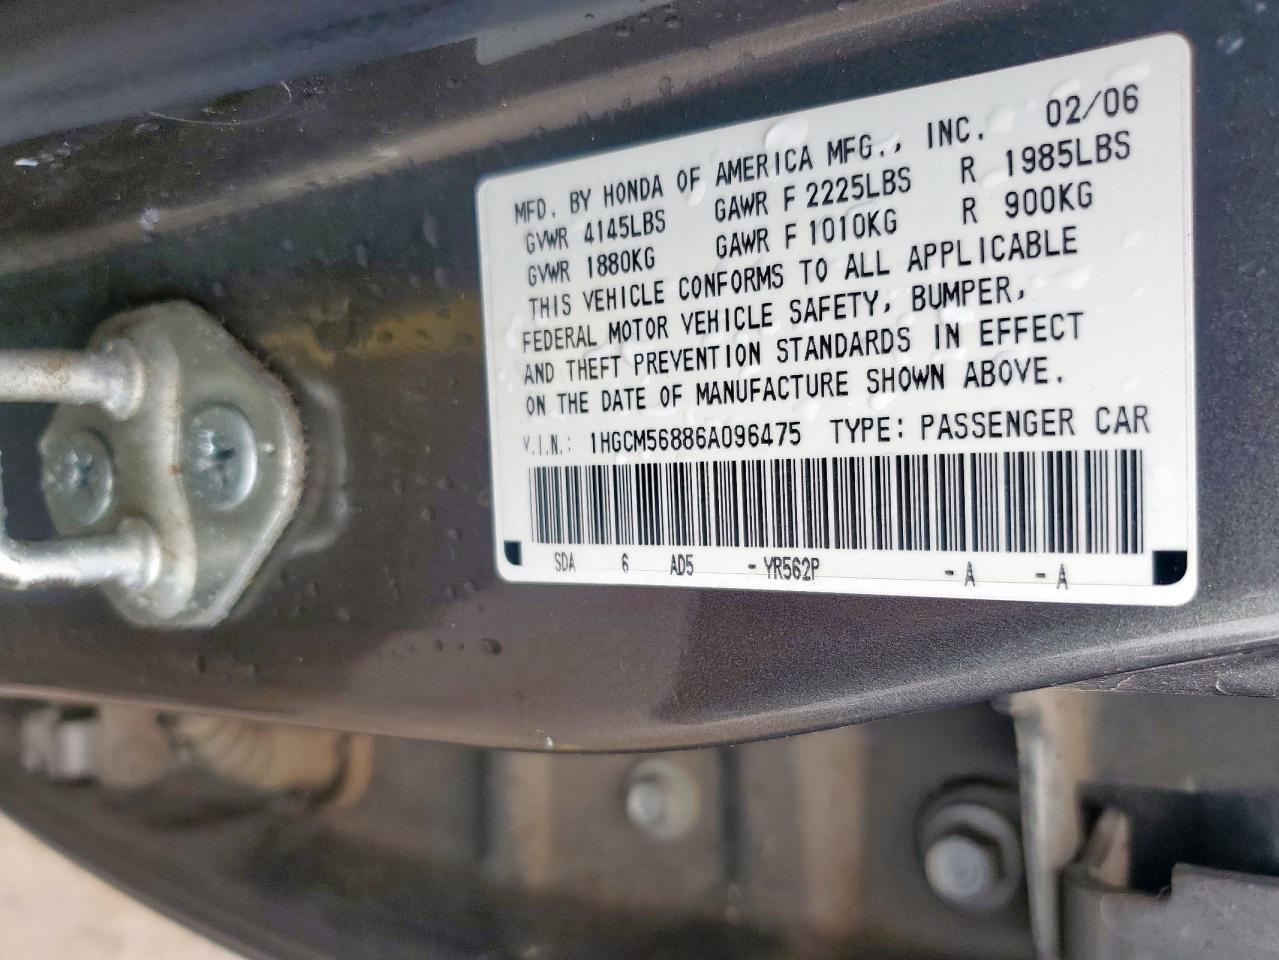 MFD. BY HONDA OF AMERICA MFG., INC. 02/06
GVWR 4145LBS GAWR F 2225LBS R 1985LBS
GVWR 1880KG GAWR F 1010KG R 900KG
THIS VEHICLE CONFORMS TO ALL APPLICABLE
FEDERAL MOTOR VEHICLE SAFETY, BUMPER,
AND THEFT PREVENTION STANDARDS IN EFFECT
ON THE DATE OF MANUFACTURE SHOWN ABOVE.
V.I.N.: 1HGCM56886A096475 TYPE: PASSENGER CAR
SDA 6 AD5 - YR562P - A - A